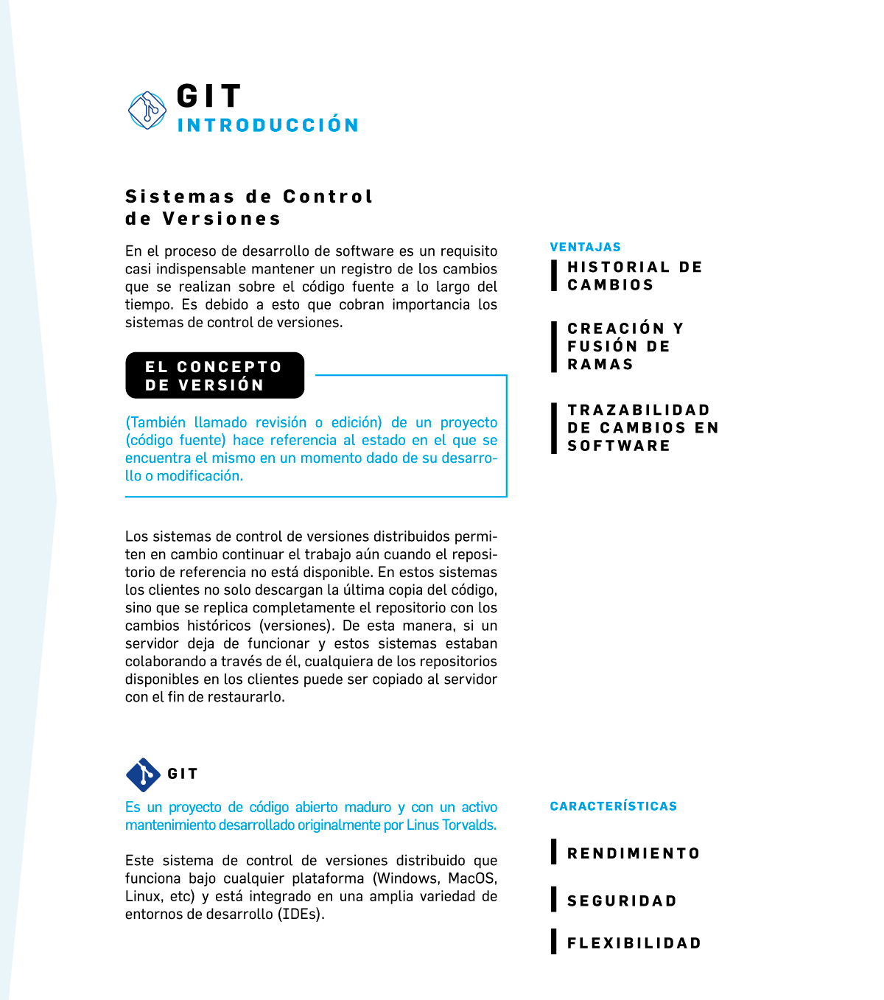 GIT
INTRODUCCIÓN
Sistemas de Control
de Versiones
En el proceso de desarrollo de software es un requisito
casi indispensable mantener un registro de los cambios
que se realizan sobre el código fuente a lo largo del
tiempo. Es debido a esto que cobran importancia los
sistemas de control de versiones.
VENTAJAS
HISTORIAL DE
CAMBIOS
CREACIÓN Y
FUSIÓN DE
RAMAS
TRAZABILIDAD
DE CAMBIOS EN
SOFTWARE
EL CONCEPTO
DE VERSIÓN
(También llamado revisión o edición) de un proyecto
(código fuente) hace referencia al estado en el que se
encuentra el mismo en un momento dado de su desarro-
llo o modificación.
Los sistemas de control de versiones distribuidos permi-
ten en cambio continuar el trabajo aún cuando el reposi-
torio de referencia no está disponible. En estos sistemas
los clientes no solo descargan la última copia del código,
sino que se replica completamente el repositorio con los
cambios históricos (versiones). De esta manera, si un
servidor deja de funcionar y estos sistemas estaban
colaborando a través de él, cualquiera de los repositorios
disponibles en los clientes puede ser copiado al servidor
con el fin de restaurarlo.
GIT
Es un proyecto de código abierto maduro y con un activo
mantenimiento desarrollado originalmente por Linus Torvalds.
Este sistema de control de versiones distribuido que
funciona bajo cualquier plataforma (Windows, MacOS,
Linux, etc) y está integrado en una amplia variedad de
entornos de desarrollo (IDEs).
CARACTERÍSTICAS
RENDIMIENTO
SEGURIDAD
FLEXIBILIDAD